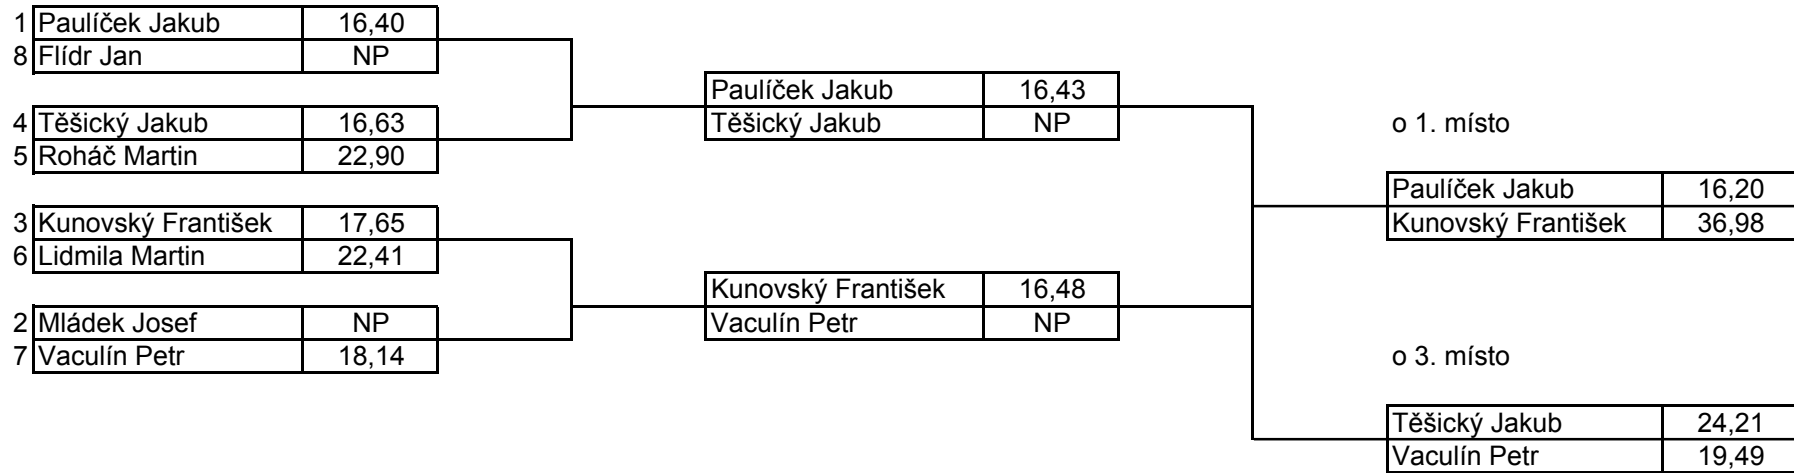 1 Paulíček Jakub 16,40
8 Flídr Jan NP
4 Těšický Jakub 16,63
5 Roháč Martin 22,90
3 Kunovský František 17,65
6 Lidmila Martin 22,41
2 Mládek Josef NP
7 Vaculín Petr 18,14
Paulíček Jakub 16,43
Těšický Jakub NP
Kunovský František 16,48
Vaculín Petr NP
o 1. místo
Paulíček Jakub 16,20
Kunovský František 36,98
o 3. místo
Těšický Jakub 24,21
Vaculín Petr 19,49